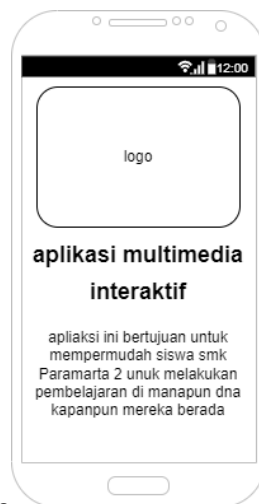 12:00
logo
aplikasi multimedia
interaktif
apliaksi ini bertujuan untuk
mempermudah siswa smk
Paramarta 2 unuk melakukan
pembelajaran di manapun dna
kapanpun mereka berada